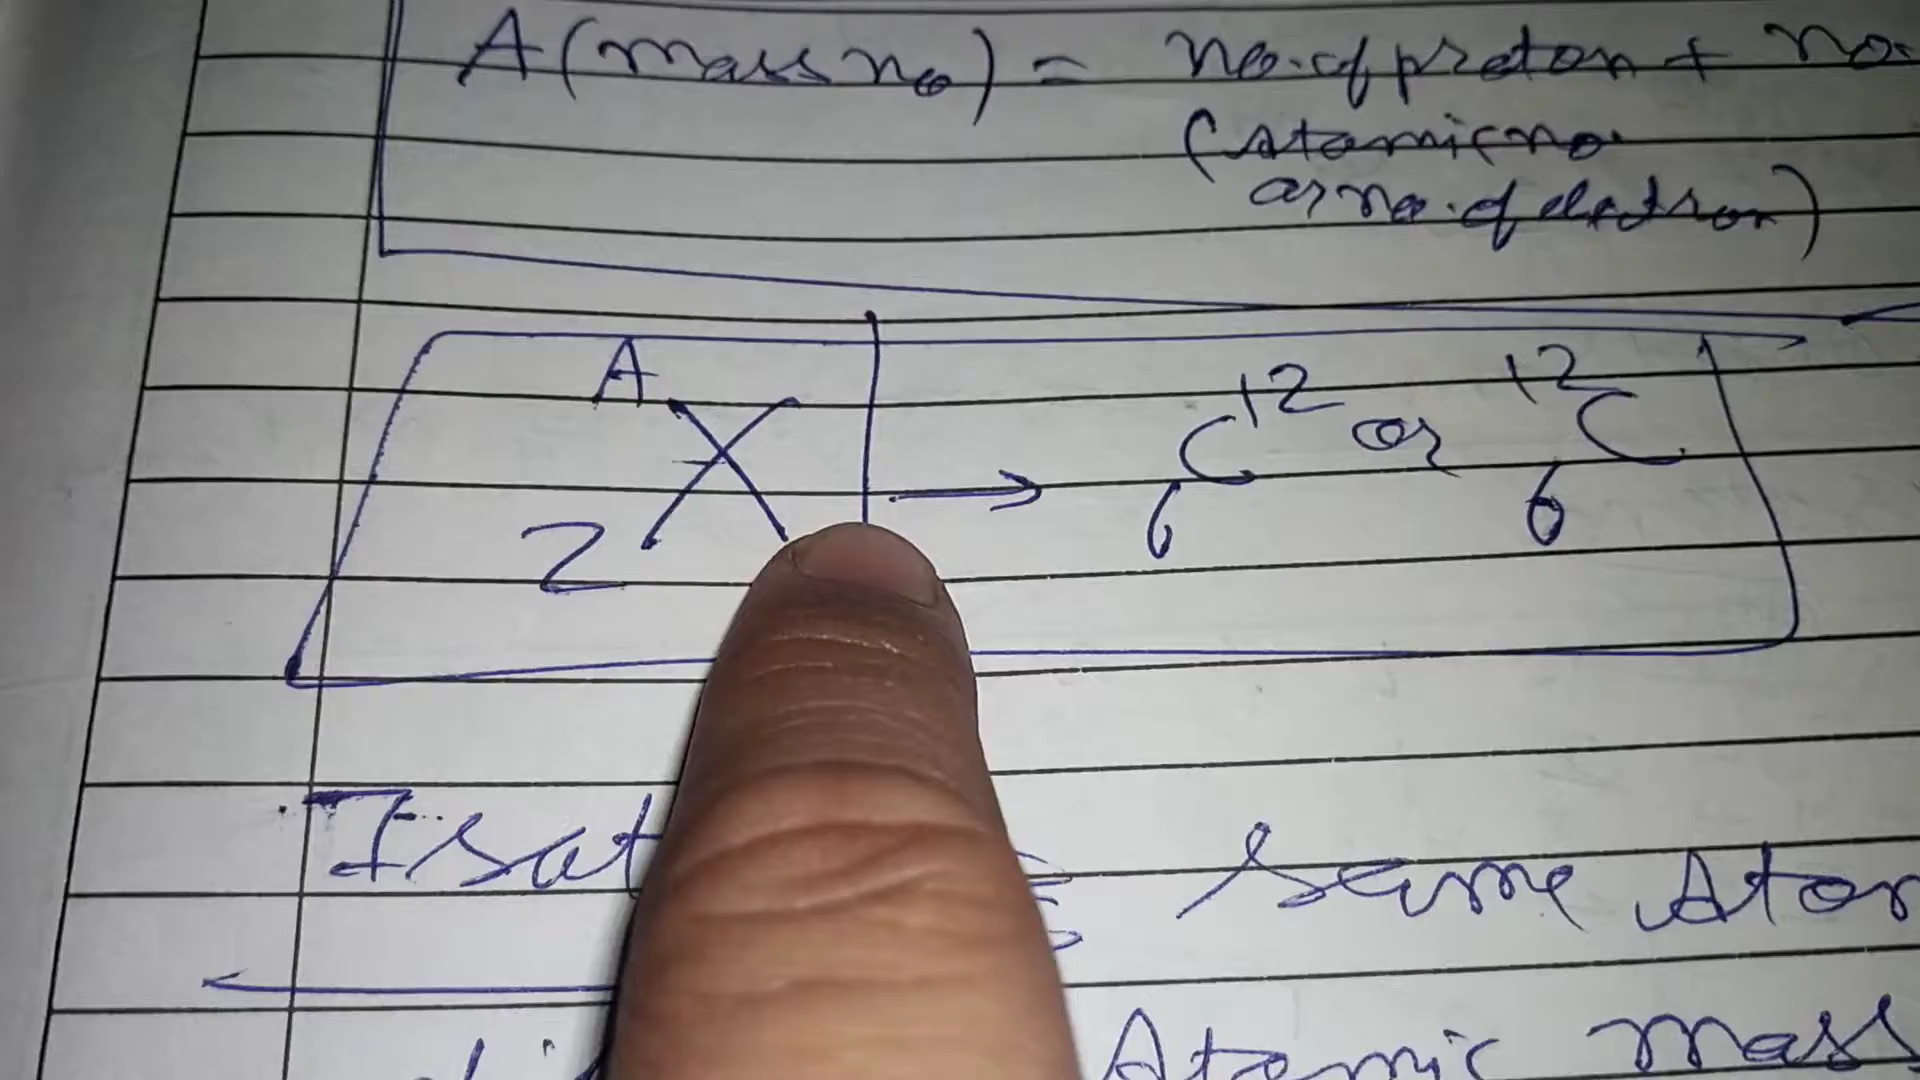 A (mass no) = no. of proton + no.
(Atomic no
or no. of electron)
A
X
Z
→ 6C12 or 12 6C
same Atom
Atomic mass